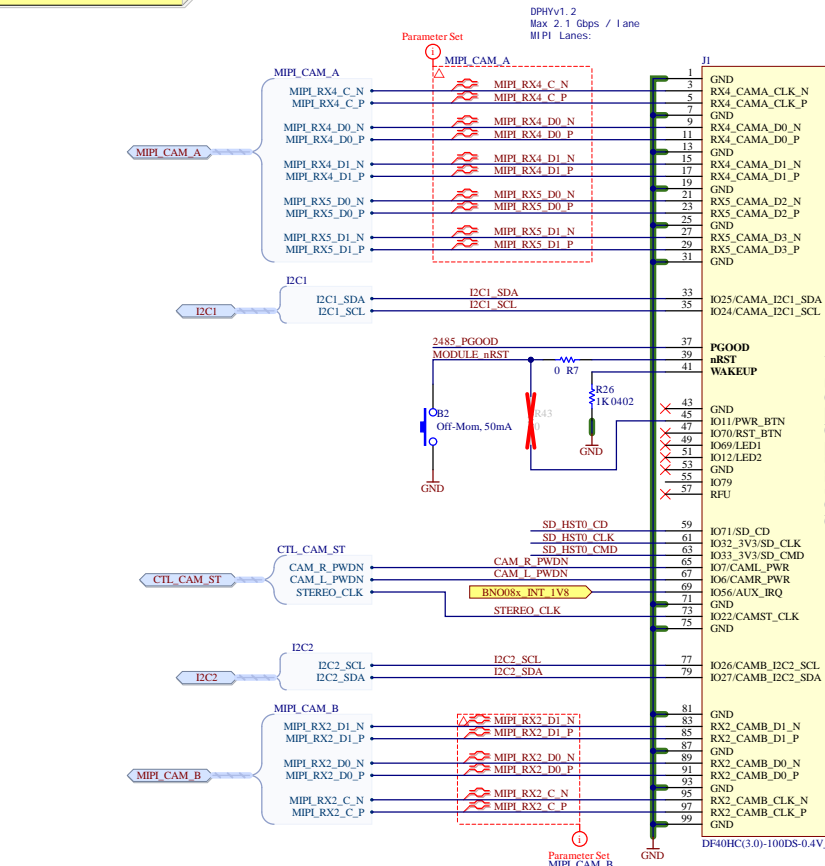 DPHYv1.2
Max 2.1 Gbps / lane
MIPI Lanes:
Parameter Set
i
MIPI_CAM_A
J1
MIPI_CAM_A
MIPI_RX4_C_N MIPI_RX4_C_N 3 RX4_CAMA_CLK_N
1 GND
MIPI_RX4_C_P MIPI_RX4_C_P 5 RX4_CAMA_CLK_P
7 GND
MIPI_RX4_D0_N MIPI_RX4_D0_N 9 RX4_CAMA_D0_N
MIPI_RX4_D0_P MIPI_RX4_D0_P 11 RX4_CAMA_D0_P
MIPI_CAM_A 13 GND
MIPI_RX4_D1_N MIPI_RX4_D1_N 15 RX4_CAMA_D1_N
MIPI_RX4_D1_P MIPI_RX4_D1_P 17 RX4_CAMA_D1_P
19 GND
MIPI_RX5_D0_N MIPI_RX5_D0_N 21 RX5_CAMA_D2_N
MIPI_RX5_D0_P MIPI_RX5_D0_P 23 RX5_CAMA_D2_P
25 GND
MIPI_RX5_D1_N MIPI_RX5_D1_N 27 RX5_CAMA_D3_N
MIPI_RX5_D1_P MIPI_RX5_D1_P 29 RX5_CAMA_D3_P
31 GND
I2C1
I2C1_SDA I2C1_SDA 33 IO25/CAMA_I2C1_SDA
I2C1 I2C1_SCL I2C1_SCL 35 IO24/CAMA_I2C1_SCL
2485_PGOOD 37 PGOOD
MODULE_nRST 0 R7 39 nRST
41 WAKEUP
R26
1K 0402
43 GND
B2 R43 45 IO11/PWR_BTN
Off-Mom, 50mA 0 47 IO70/RST_BTN
49 IO69/LED1
GND 51 IO12/LED2
53 GND
55 IO79
GND 57 RFU
SD_HST0_CD 59 IO71/SD_CD
SD_HST0_CLK 61 IO32_3V3/SD_CLK
CTL_CAM_ST SD_HST0_CMD 63 IO33_3V3/SD_CMD
CAM_R_PWDN CAM_R_PWDN 65 IO7/CAML_PWR
CTL_CAM_ST CAM_L_PWDN CAM_L_PWDN 67 IO6/CAMR_PWR
STEREO_CLK BNO08x_INT_1V8 69 IO56/AUX_IRQ
71 GND
STEREO_CLK 73 IO22/CAMST_CLK
75 GND
I2C2
I2C2_SCL I2C2_SCL 77 IO26/CAMB_I2C2_SCL
I2C2 I2C2_SDA I2C2_SDA 79 IO27/CAMB_I2C2_SDA
MIPI_CAM_B 81 GND
MIPI_RX2_D1_N MIPI_RX2_D1_N 83 RX2_CAMB_D1_N
MIPI_RX2_D1_P MIPI_RX2_D1_P 85 RX2_CAMB_D1_P
87 GND
MIPI_RX2_D0_N MIPI_RX2_D0_N 89 RX2_CAMB_D0_N
MIPI_CAM_B MIPI_RX2_D0_P MIPI_RX2_D0_P 91 RX2_CAMB_D0_P
93 GND
MIPI_RX2_C_N MIPI_RX2_C_N 95 RX2_CAMB_CLK_N
MIPI_RX2_C_P MIPI_RX2_C_P 97 RX2_CAMB_CLK_P
99 GND
i
DF40HC(3.0)-100DS-0.4V
Parameter Set GND
MIPI_CAM_B